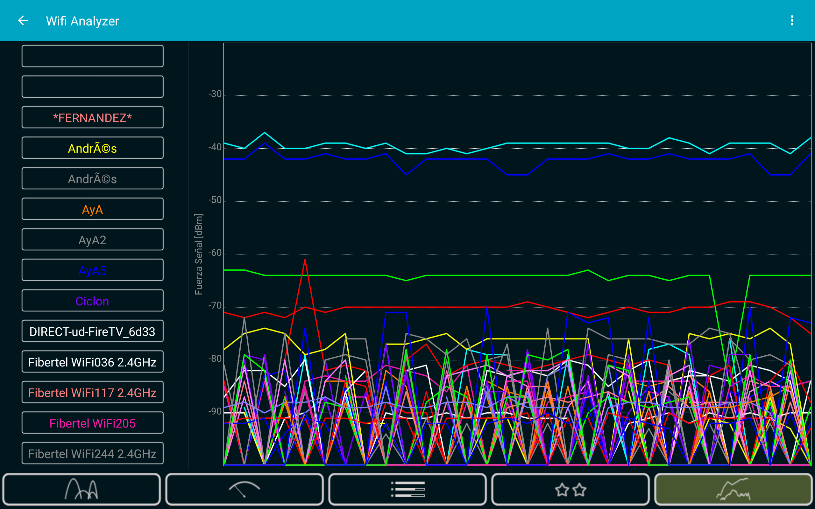 Wifi Analyzer
*FERNANDEZ*
AndrÃ©s
AndrÃ©s
AyA
AyA2
AyA5
Ciclon
DIRECT-ud-FireTV_6d33
Fibertel WiFi036 2.4GHz
Fibertel WiFi117 2.4GHz
Fibertel WiFi205
Fibertel WiFi244 2.4GHz
Fuerza Señal [dBm]
-30
-40
-50
-60
-70
-80
-90